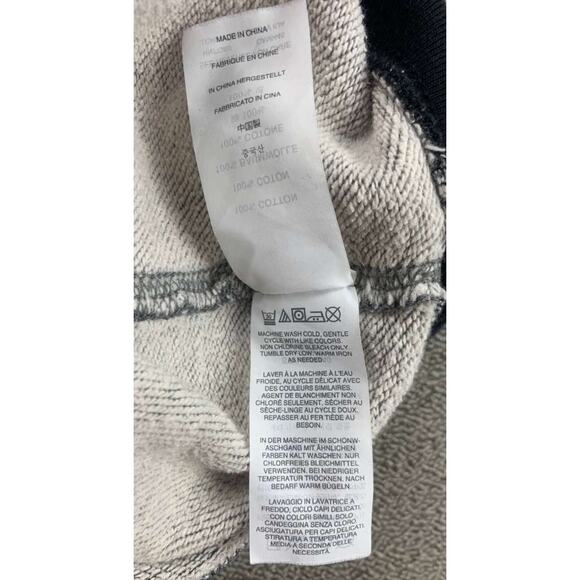 MADE IN CHINA
FABRIQUE EN CHINE
IN CHINA HERGESTELLT
FABBRICATO IN CINA
中国製
중국산
100% COTONE
100% BAUMWOLLE
100% COTON
100% COTTON
30
MACHINE WASH COLD, GENTLE
CYCLE WITH LIKE COLORS.
NON CHLORINE BLEACH ONLY.
TUMBLE DRY LOW. WARM IRON
AS NEEDED.
LAVER À LA MACHINE À L'EAU
FROIDE, AU CYCLE DÉLICAT AVEC
DES COULEURS SIMILAIRES.
AGENT DE BLANCHIMENT NON
CHLORÉ SEULEMENT. SÉCHER AU
SÈCHE-LINGE AU CYCLE DOUX.
REPASSER AU FER TIÈDE AU
BESOIN.
IN DER MASCHINE IM SCHONW-
ASCHGANG MIT ÄHNLICHEN
FARBEN KALT WASCHEN. NUR
CHLORFREIES BLEICHMITTEL
VERWENDEN. BEI NIEDRIGER
TEMPERATUR TROCKNEN. NACH
BEDARF WARM BÜGELN.
LAVAGGIO IN LAVATRICE A
FREDDO, CICLO CAPI DELICATI,
CON COLORI SIMILI. SOLO
CANDEGGINA SENZA CLORO.
ASCIUGATURA PER CAPI DELICATI.
STIRATURA A TEMPERATURA
MEDIA A SECONDA DELLE
NECESSITÀ.